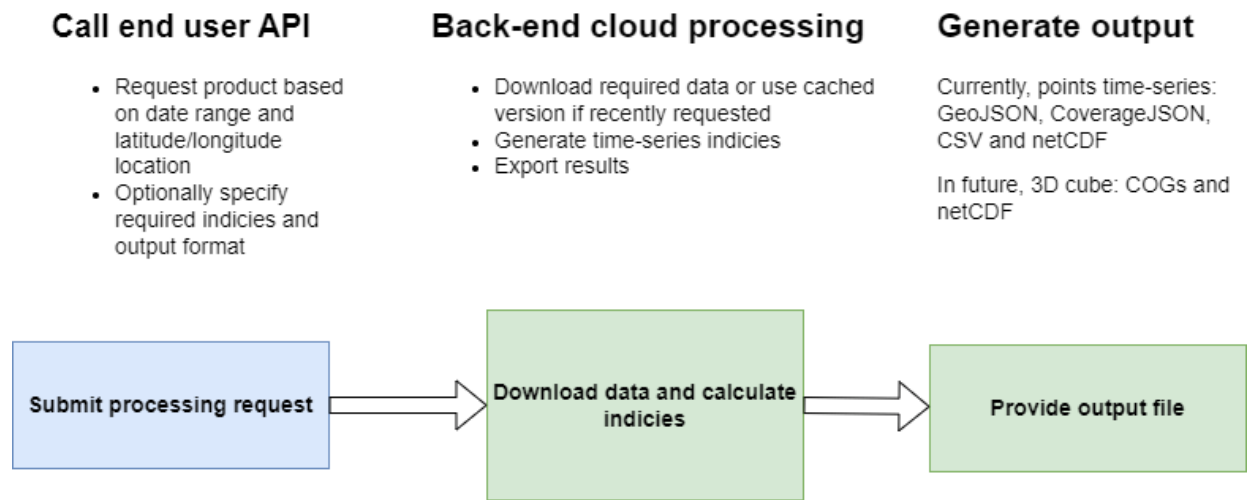 Call end user API
• Request product based
on date range and
latitude/longitude
location
• Optionally specify
required indicies and
output format
Back-end cloud processing
• Download required data or use cached
version if recently requested
• Generate time-series indicies
• Export results
Generate output
Currently, points time-series:
GeoJSON, CoverageJSON,
CSV and netCDF
In future, 3D cube: COGs and
netCDF
Submit processing request
Download data and calculate
indicies
Provide output file